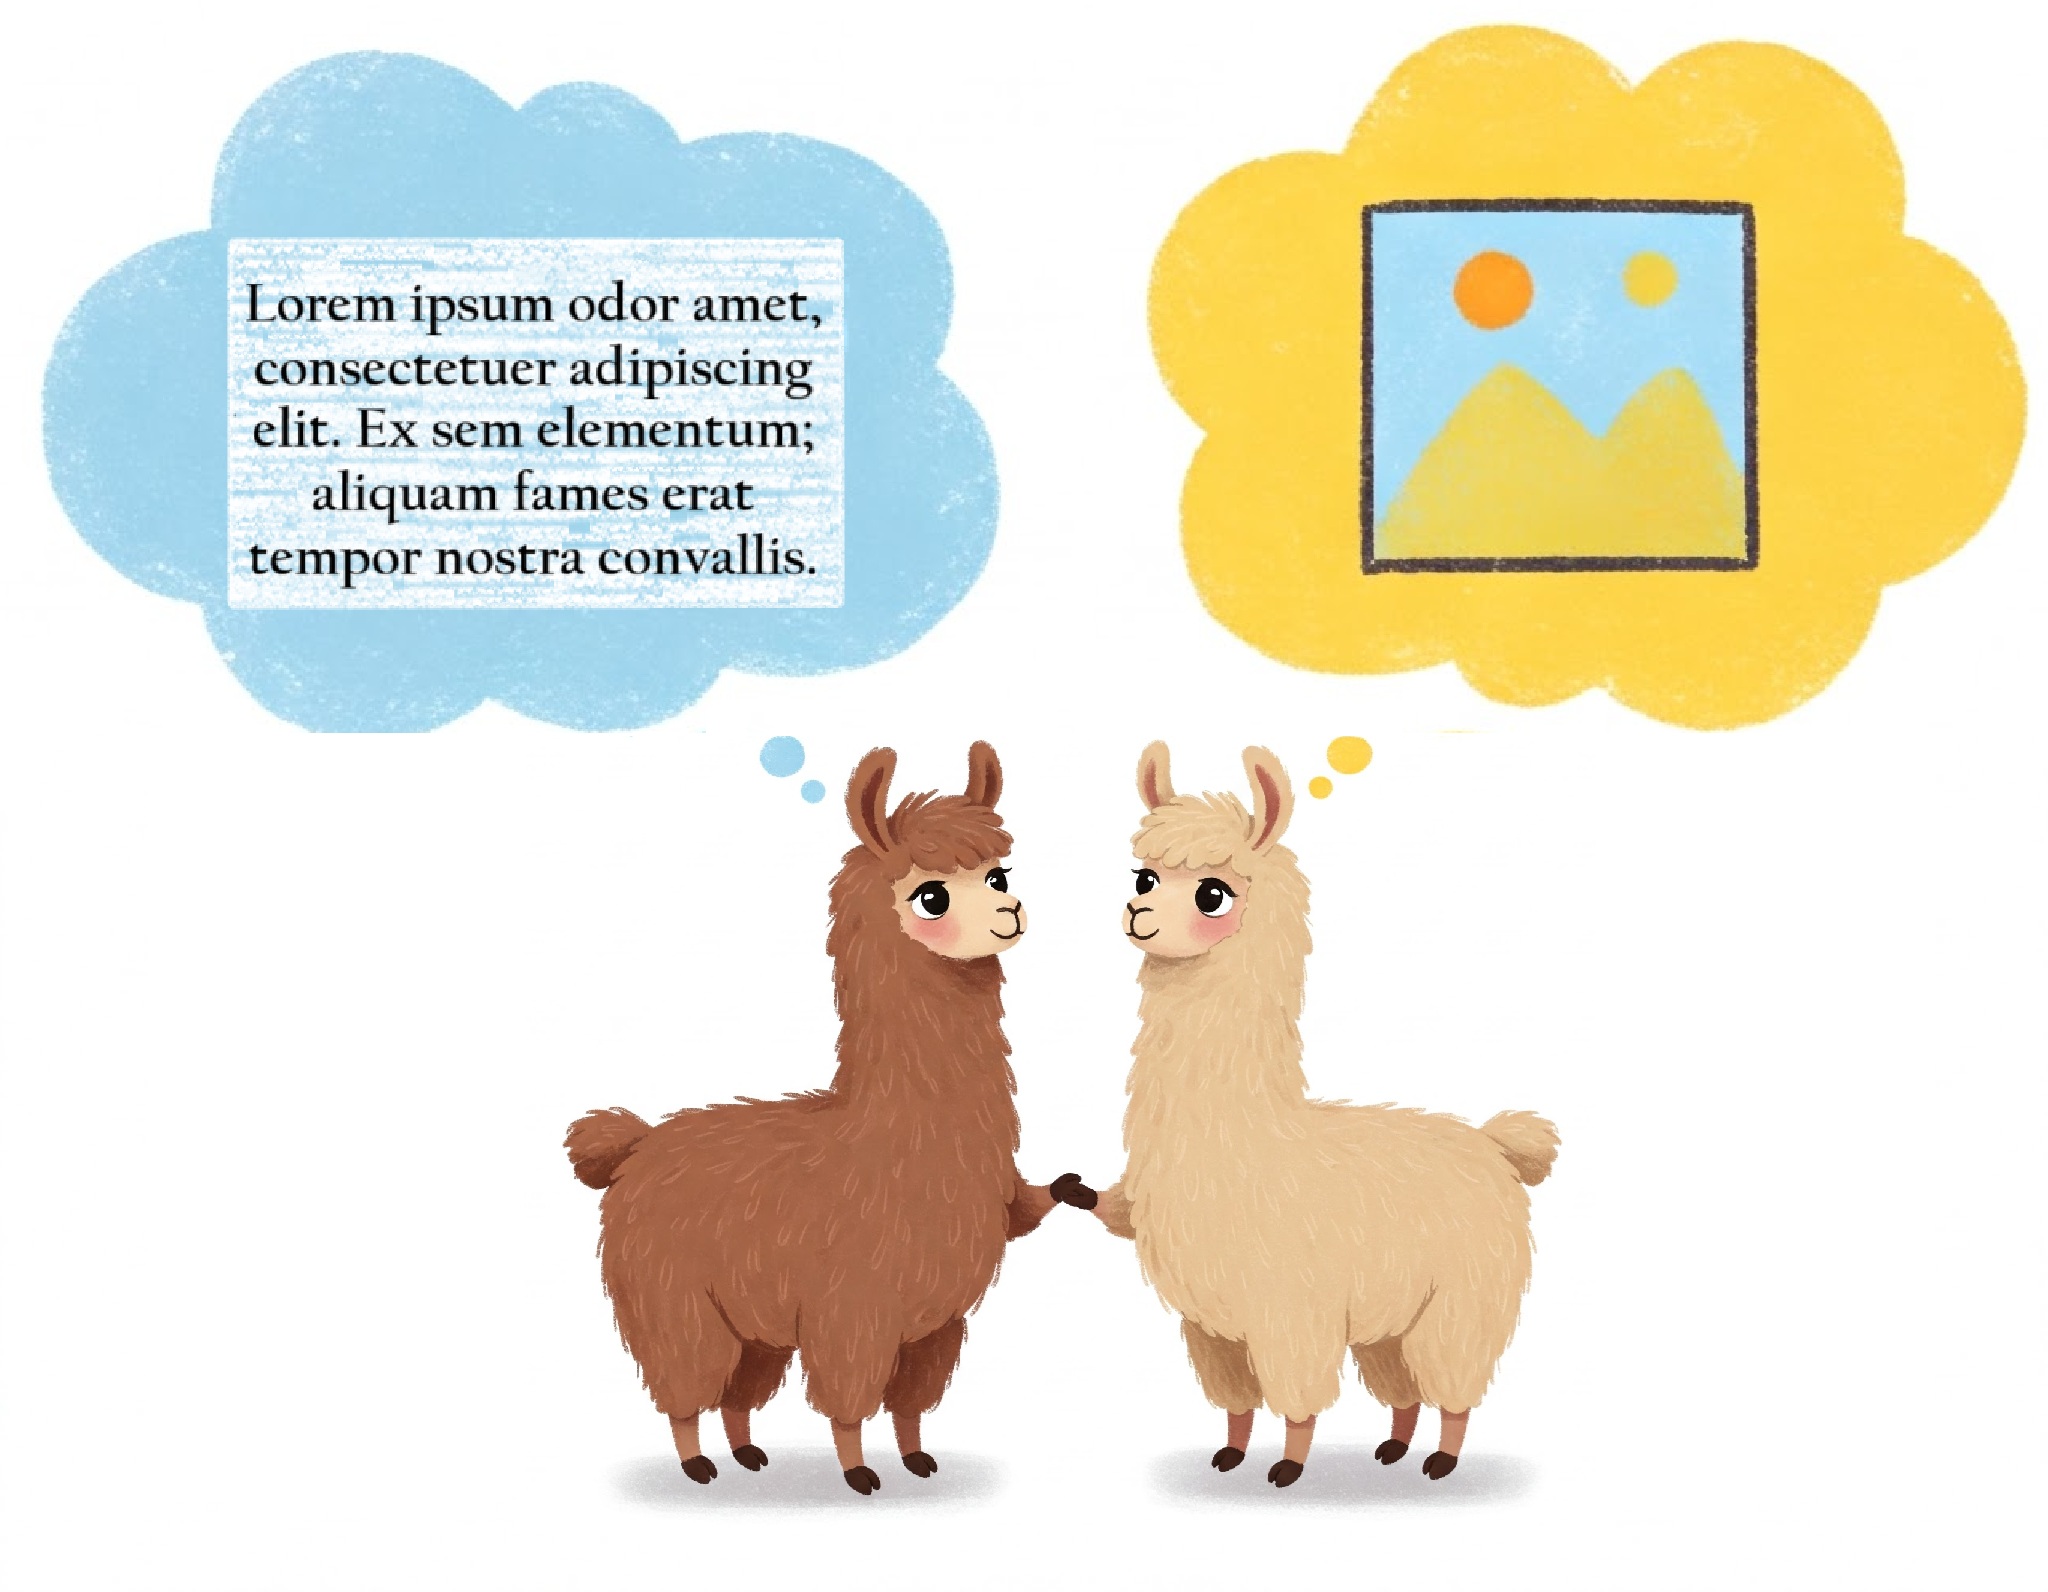 Lorem ipsum odor amet,
consectetuer adipiscing
elit. Ex sem elementum;
aliquam fames erat
tempor nostra convallis.